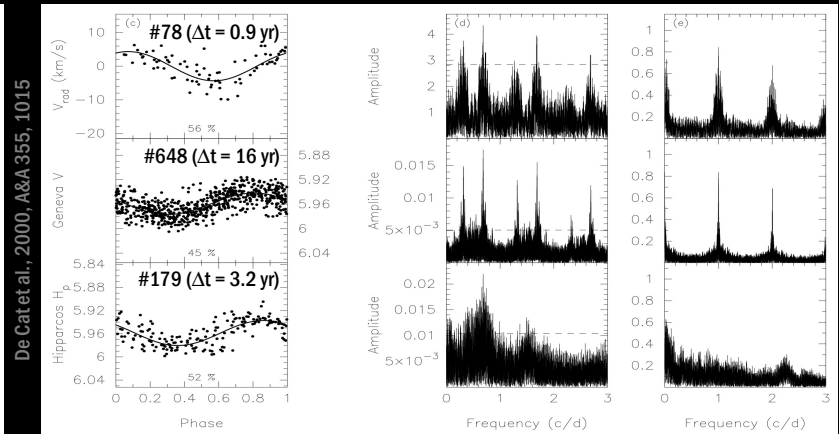 De Cat et al., 2000, A&A 355, 1015
(c)
#78 (Δt = 0.9 yr)
10
0
−10
−20
V rad (km/s)
56 %
#648 (Δt = 16 yr)
Geneva V
5.88
5.92
5.96
6
6.04
45 %
#179 (Δt = 3.2 yr)
5.84
5.88
5.92
5.96
6
6.04
Hipparcos Hp
52 %
0 0.2 0.4 0.6 0.8 1
Phase
(d)
Amplitude
4
3
2
1
Amplitude
0.015
0.01
5×10⁻³
Amplitude
0.02
0.015
0.01
5×10⁻³
0 1 2 3
Frequency (c/d)
(e)
1
0.8
0.6
0.4
0.2
1
0.8
0.6
0.4
0.2
1
0.8
0.6
0.4
0.2
0 1 2 3
Frequency (c/d)